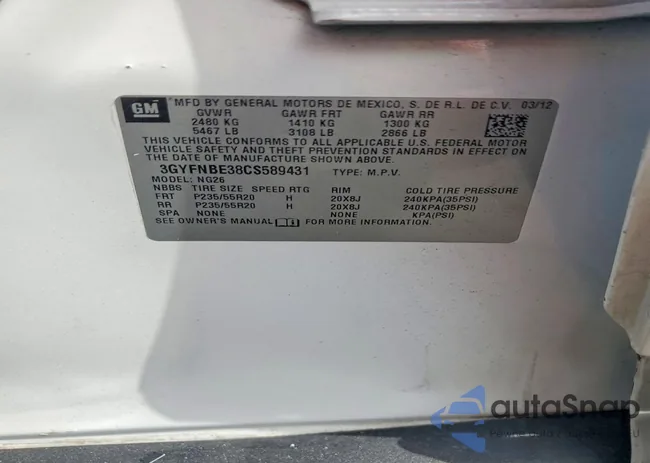 GM MFD BY GENERAL MOTORS DE MEXICO, S. DE R.L. DE C.V. 03/12
GVWR GAWR FRT GAWR RR
2480 KG 1410 KG 1300 KG
5467 LB 3108 LB 2866 LB
THIS VEHICLE CONFORMS TO ALL APPLICABLE U.S. FEDERAL MOTOR
VEHICLE SAFETY AND THEFT PREVENTION STANDARDS IN EFFECT ON
THE DATE OF MANUFACTURE SHOWN ABOVE.
3GYFNBE38CS589431 TYPE: M.P.V.
MODEL: NG26
NBBS TIRE SIZE SPEED RTG RIM COLD TIRE PRESSURE
FRT P235/55R20 H 20X8J 240KPA(35PSI)
RR P235/55R20 H 20X8J 240KPA(35PSI)
SPA NONE NONE KPA(PSI)
SEE OWNER'S MANUAL FOR MORE INFORMATION.
autoSnap